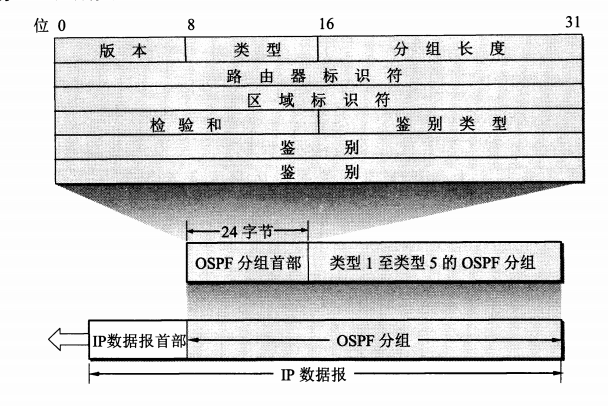 位 0 8 16 31
版 本 类 型 分 组 长 度
路 由 器 标 识 符
区 域 标 识 符
检 验 和 鉴 别 类 型
鉴 别
鉴 别
24 字节
OSPF 分组首部 类型 1 至类型 5 的 OSPF 分组
IP数据报首部 OSPF 分组
IP 数据报